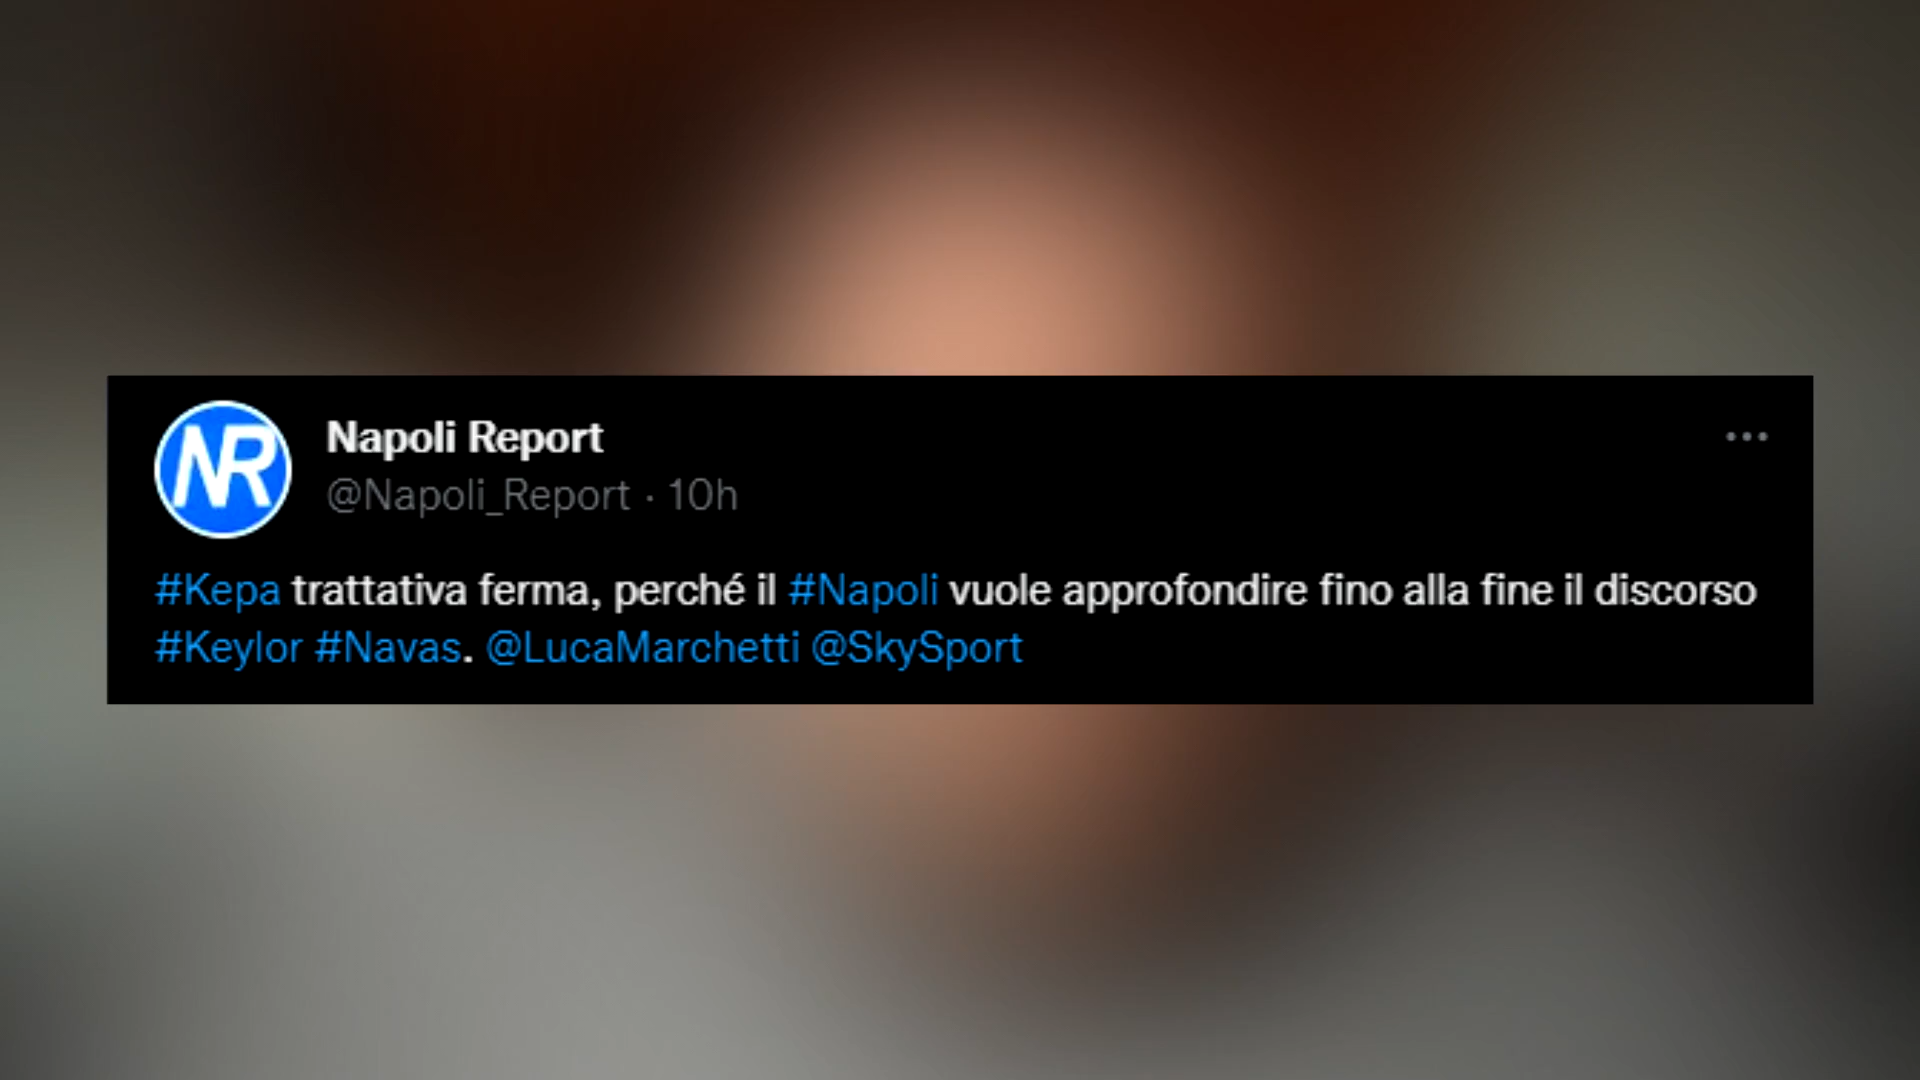 NR
Napoli Report
@Napoli_Report · 10h
#Kepa trattativa ferma, perché il #Napoli vuole approfondire fino alla fine il discorso
#Keylor #Navas. @LucaMarchetti @SkySport